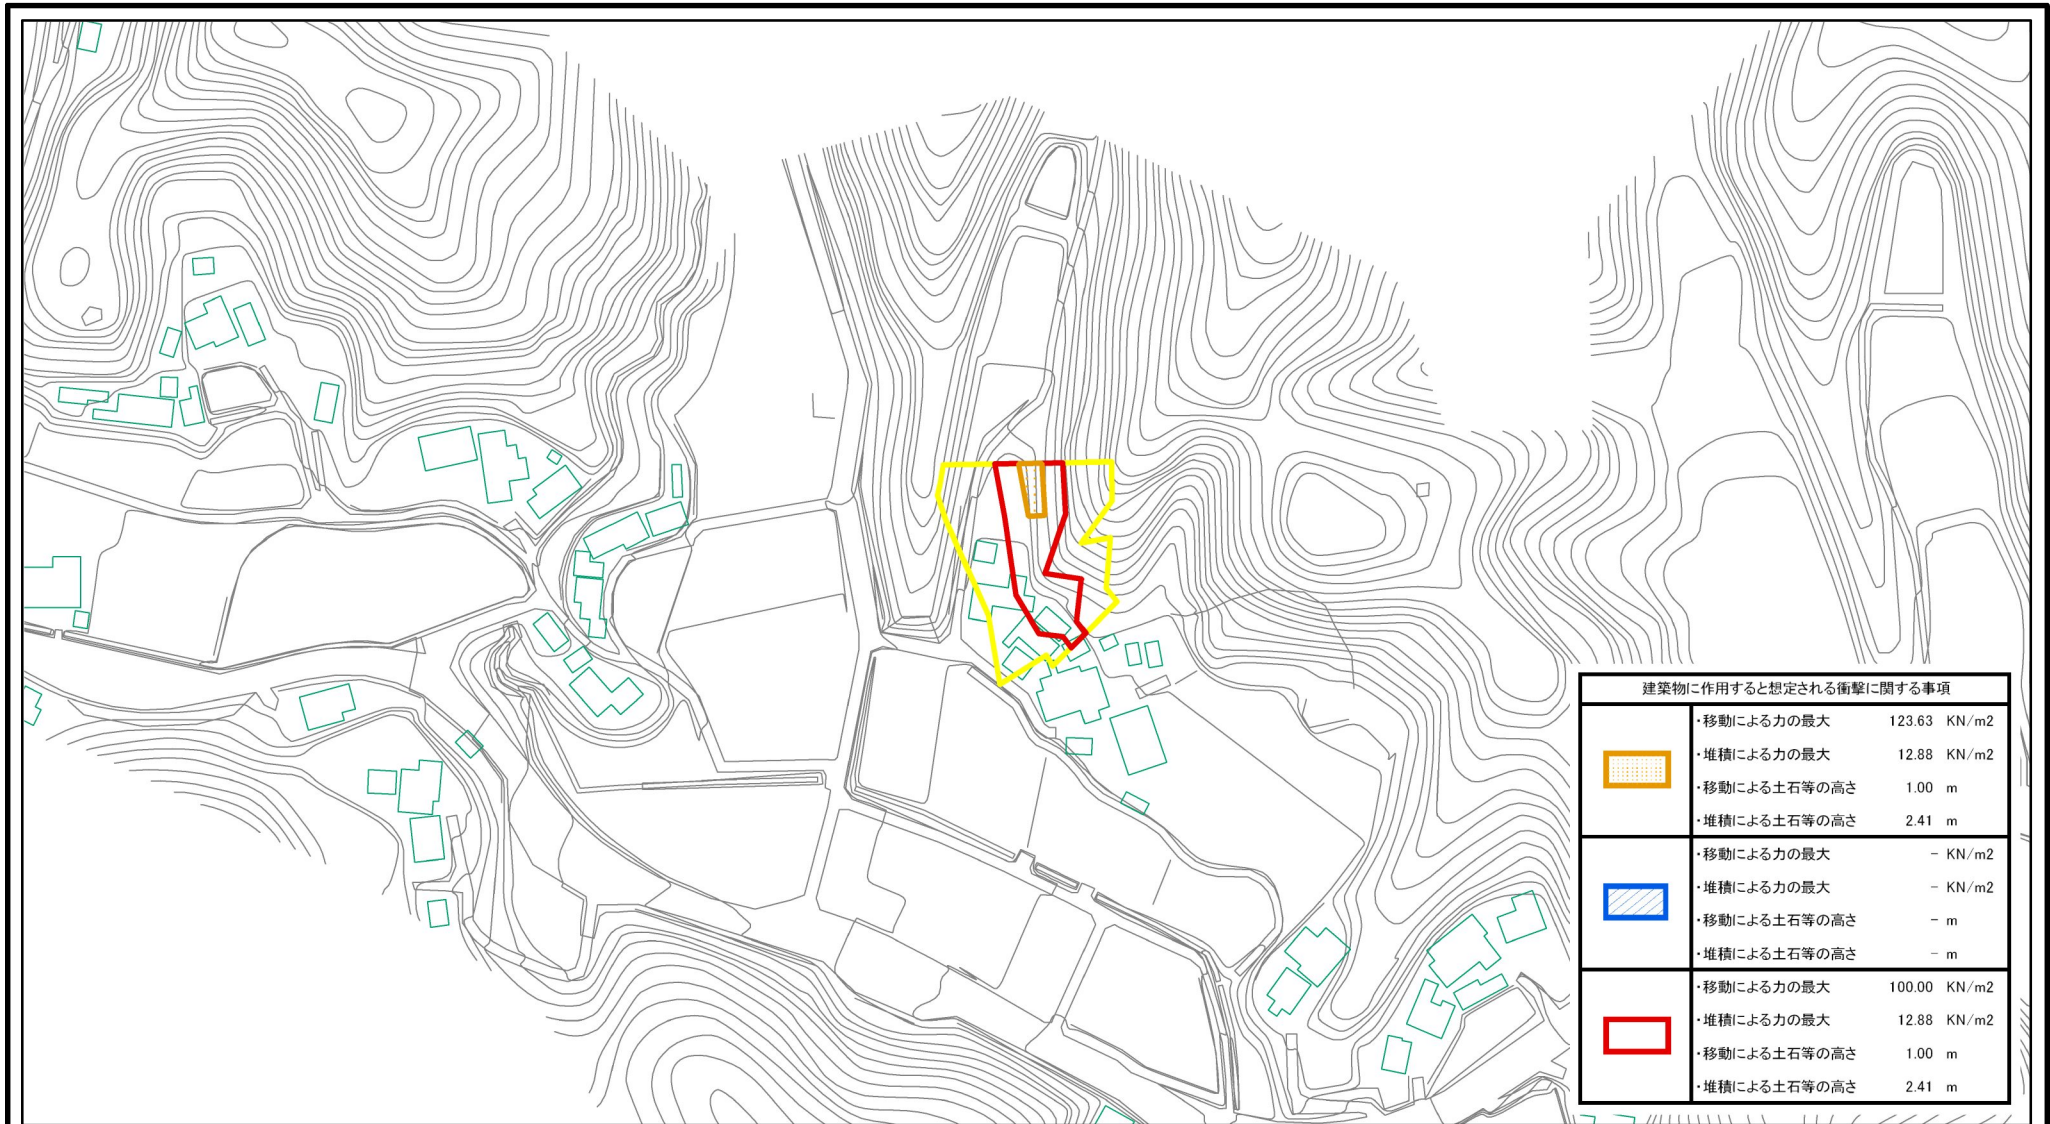 建築物に作用すると想定される衝撃に関する事項
・移動による力の最大 123.63 KN/m2
・堆積による力の最大 12.88 KN/m2
・移動による土石等の高さ 1.00 m
・堆積による土石等の高さ 2.41 m
・移動による力の最大 - KN/m2
・堆積による力の最大 - KN/m2
・移動による土石等の高さ - m
・堆積による土石等の高さ - m
・移動による力の最大 100.00 KN/m2
・堆積による力の最大 12.88 KN/m2
・移動による土石等の高さ 1.00 m
・堆積による土石等の高さ 2.41 m